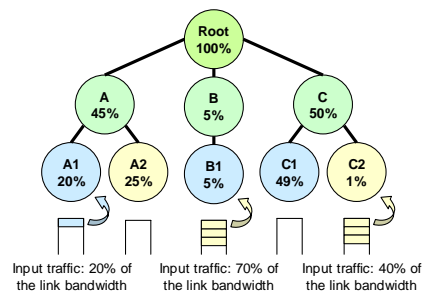 Root
100%
A
45%
B
5%
C
50%
A1
20%
A2
25%
B1
5%
C1
49%
C2
1%
Input traffic: 20% of
the link bandwidth
Input traffic: 70% of
the link bandwidth
Input traffic: 40% of
the link bandwidth